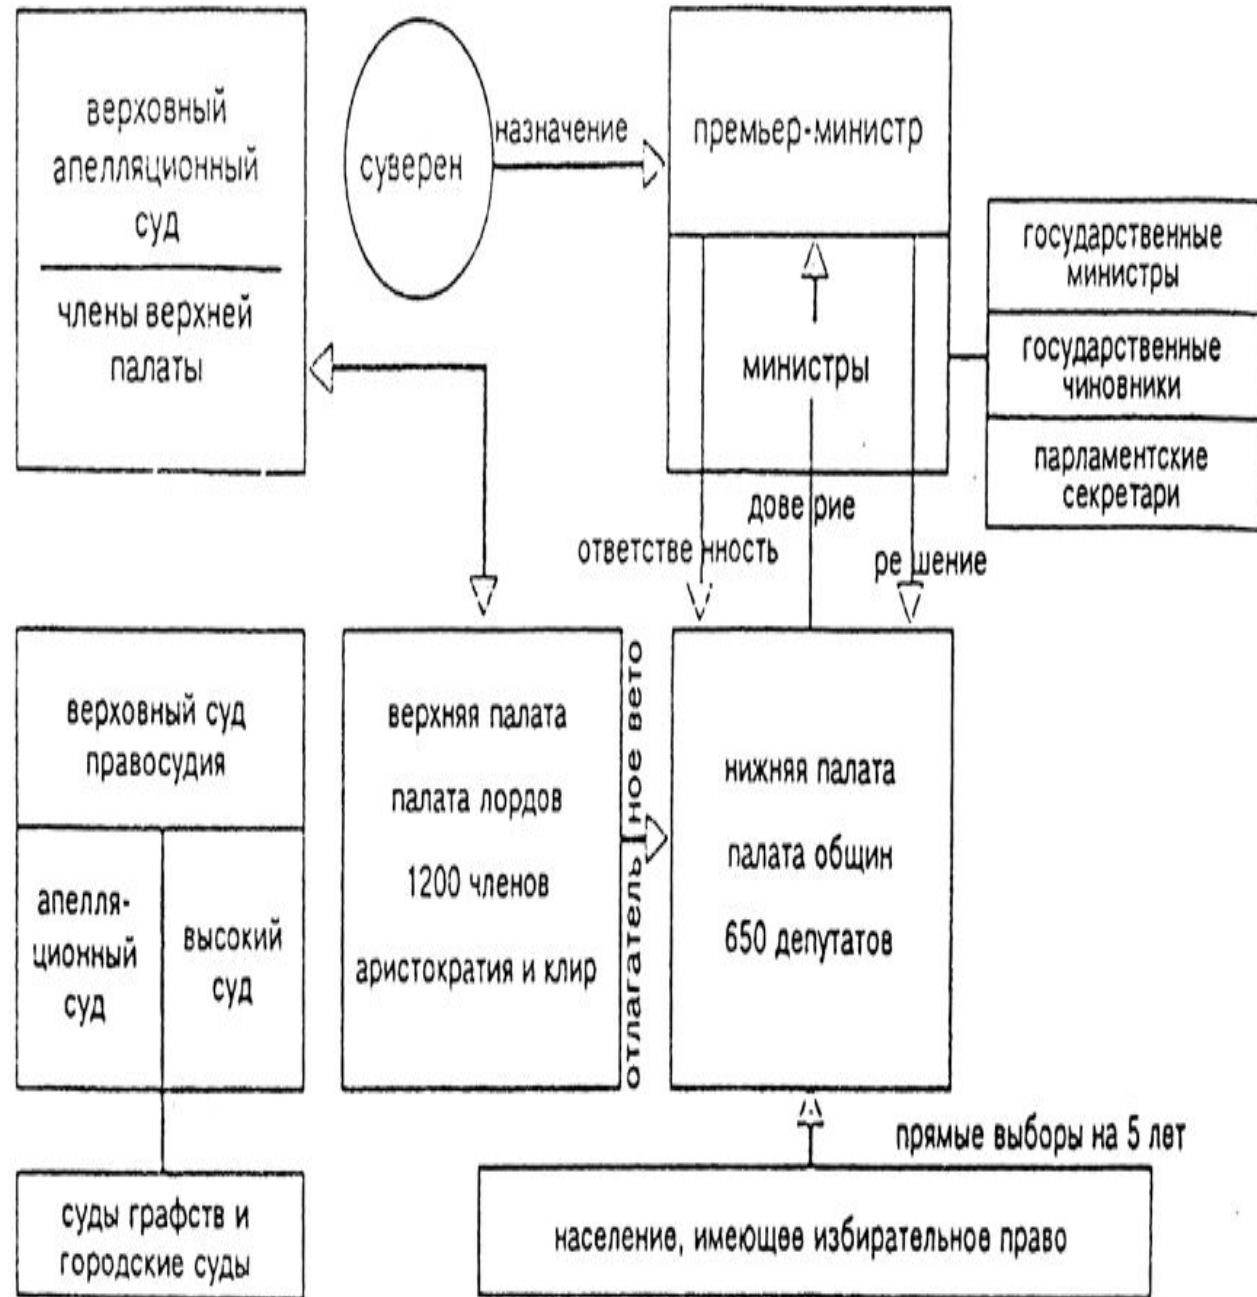 верховный
апелляционный
суд
члены верхней
палаты
суверен
назначение
премьер-министр
министры
государственные
министры
государственные
чиновники
парламентские
секретари
доверие
ответственность
решение
верховный суд
правосудия
апелля-
ционный
суд
высокий
суд
суды графств и
городские суды
верхняя палата
палата лордов
1200 членов
аристократия и клир
отлагательное вето
нижняя палата
палата общин
650 депутатов
прямые выборы на 5 лет
население, имеющее избирательное право